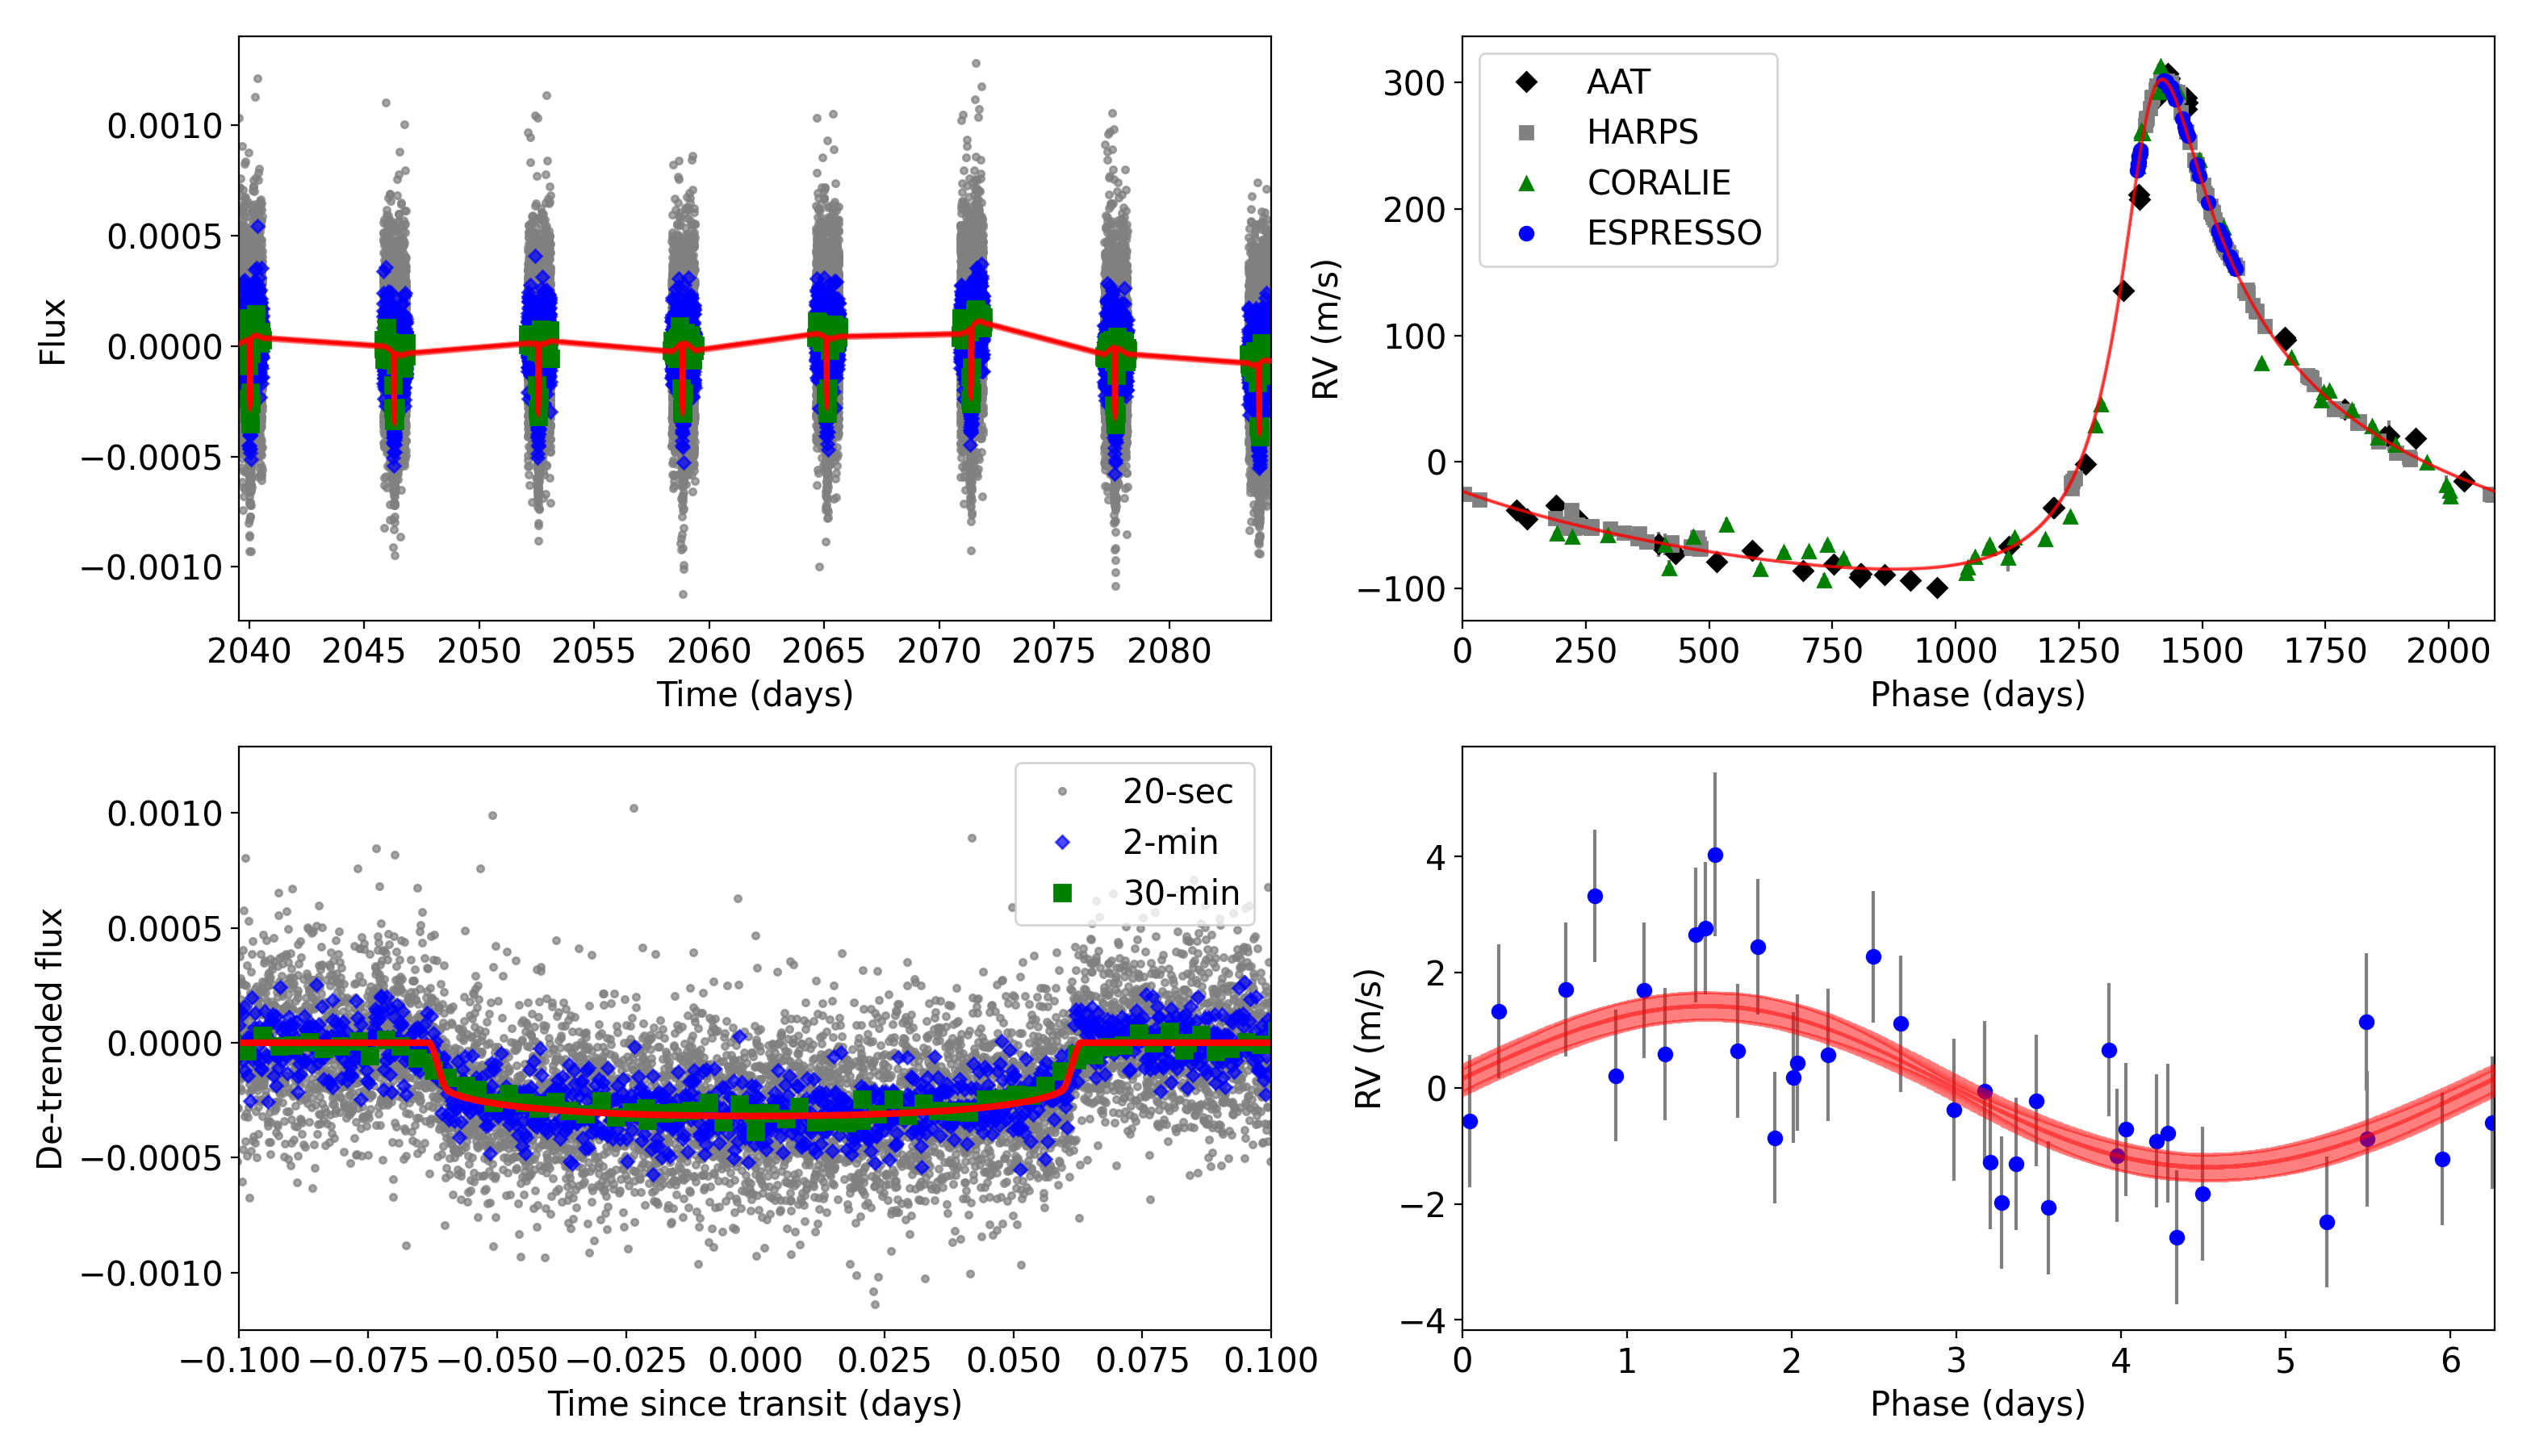 0.0010
0.0005
0.0000
−0.0005
−0.0010
Flux
2040 2045 2050 2055 2060 2065 2070 2075 2080
Time (days)
300
200
100
0
−100
RV (m/s)
AAT
HARPS
CORALIE
ESPRESSO
0 250 500 750 1000 1250 1500 1750 2000
Phase (days)
0.0010
0.0005
0.0000
−0.0005
−0.0010
De-trended flux
20-sec
2-min
30-min
−0.100 −0.075 −0.050 −0.025 0.000 0.025 0.050 0.075 0.100
Time since transit (days)
4
2
0
−2
−4
RV (m/s)
0 1 2 3 4 5 6
Phase (days)